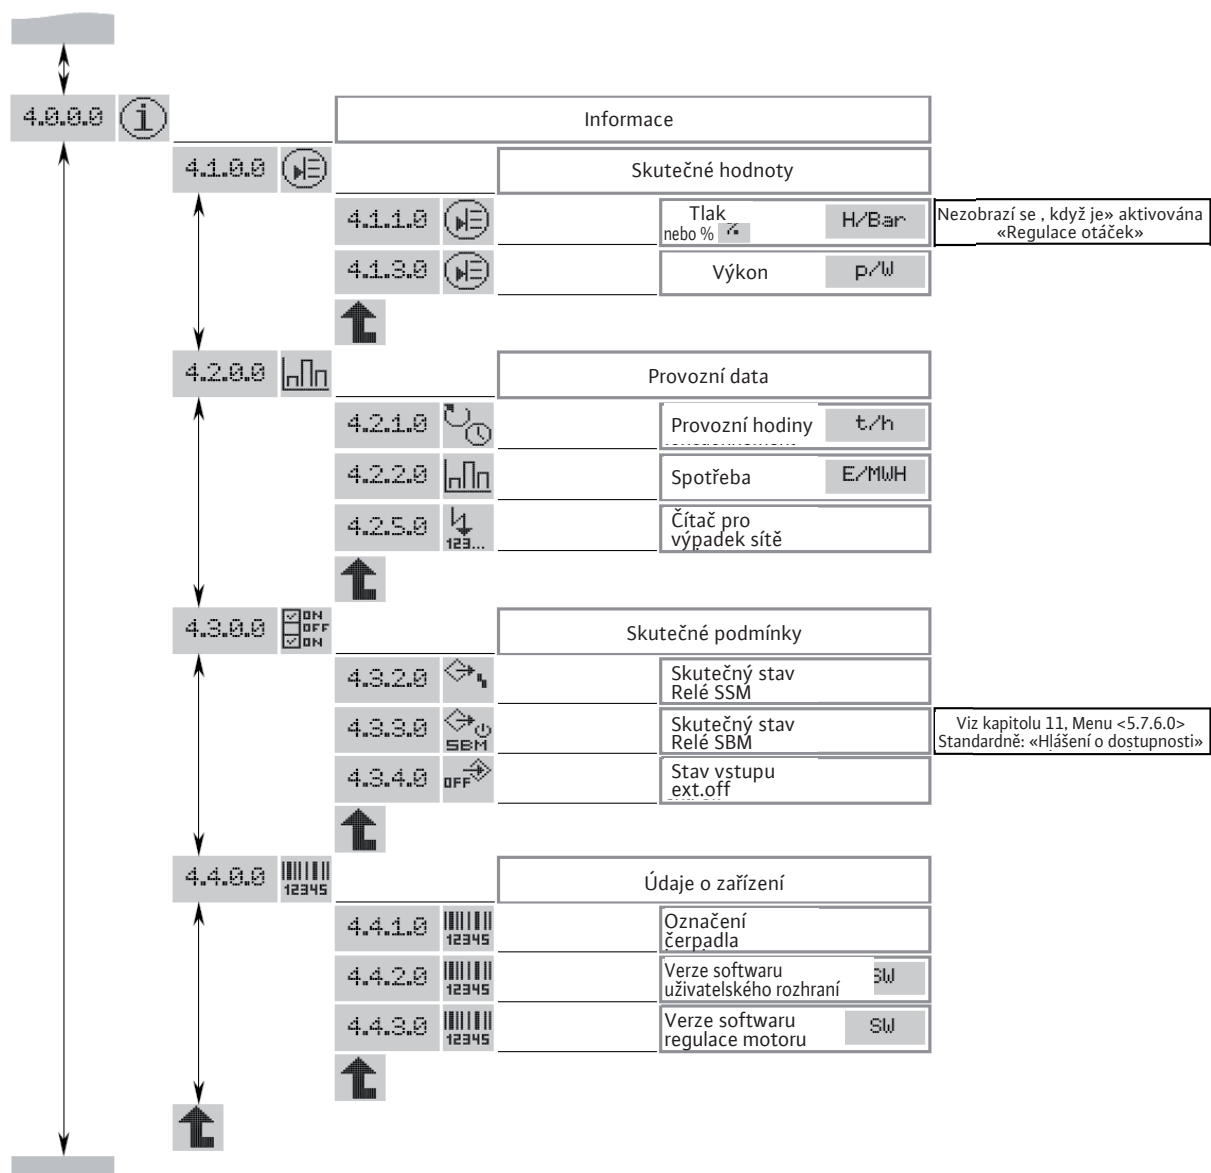 4.0.0.0 i Informace
4.1.0.0 Skutečné hodnoty
4.1.1.0 Tlak H/Bar
nebo % %
Nezobrazí se , když je» aktivována
«Regulace otáček»
4.1.3.0 Výkon p/W
4.2.0.0 Provozní data
4.2.1.0 Provozní hodiny t/h
4.2.2.0 Spotřeba E/MWH
4.2.5.0 123... Čítač pro
výpadek sítě
4.3.0.0 ON
OFF
ON
Skutečné podmínky
4.3.2.0 Skutečný stav
Relé SSM
4.3.3.0 SBM Skutečný stav
Relé SBM
Viz kapitolu 11, Menu <5.7.6.0>
Standardně: «Hlášení o dostupnosti»
4.3.4.0 OFF Stav vstupu
ext.off
4.4.0.0 12345 Údaje o zařízení
4.4.1.0 12345 Označení
čerpadla
4.4.2.0 12345 Verze softwaru
uživatelského rozhraní SW
4.4.3.0 12345 Verze softwaru
regulace motoru SW